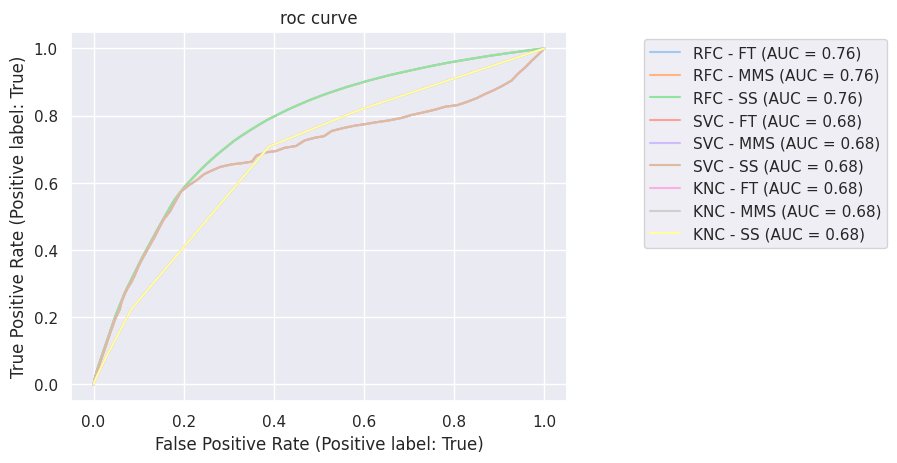 roc curve
1.0
0.8
0.6
0.4
0.2
0.0
True Positive Rate (Positive label: True)
0.0 0.2 0.4 0.6 0.8 1.0
False Positive Rate (Positive label: True)
RFC - FT (AUC = 0.76)
RFC - MMS (AUC = 0.76)
RFC - SS (AUC = 0.76)
SVC - FT (AUC = 0.68)
SVC - MMS (AUC = 0.68)
SVC - SS (AUC = 0.68)
KNC - FT (AUC = 0.68)
KNC - MMS (AUC = 0.68)
KNC - SS (AUC = 0.68)